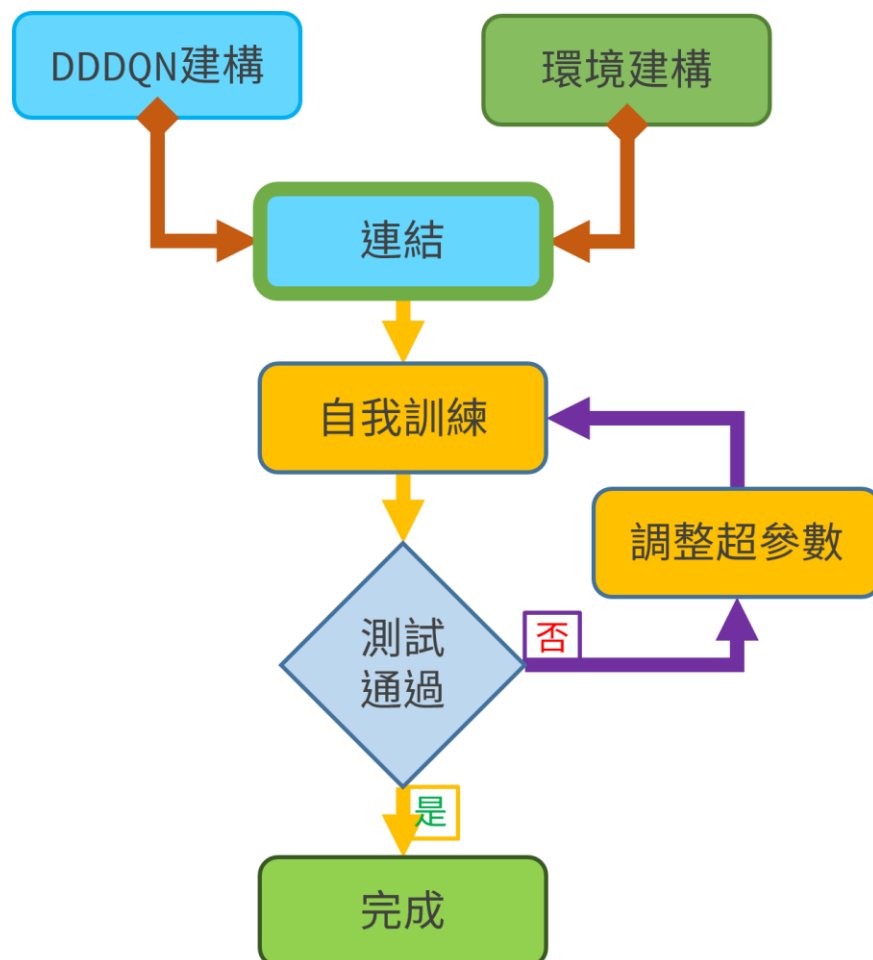 DDDQN建構
環境建構
連結
自我訓練
調整超參數
測試
通過
否
是
完成